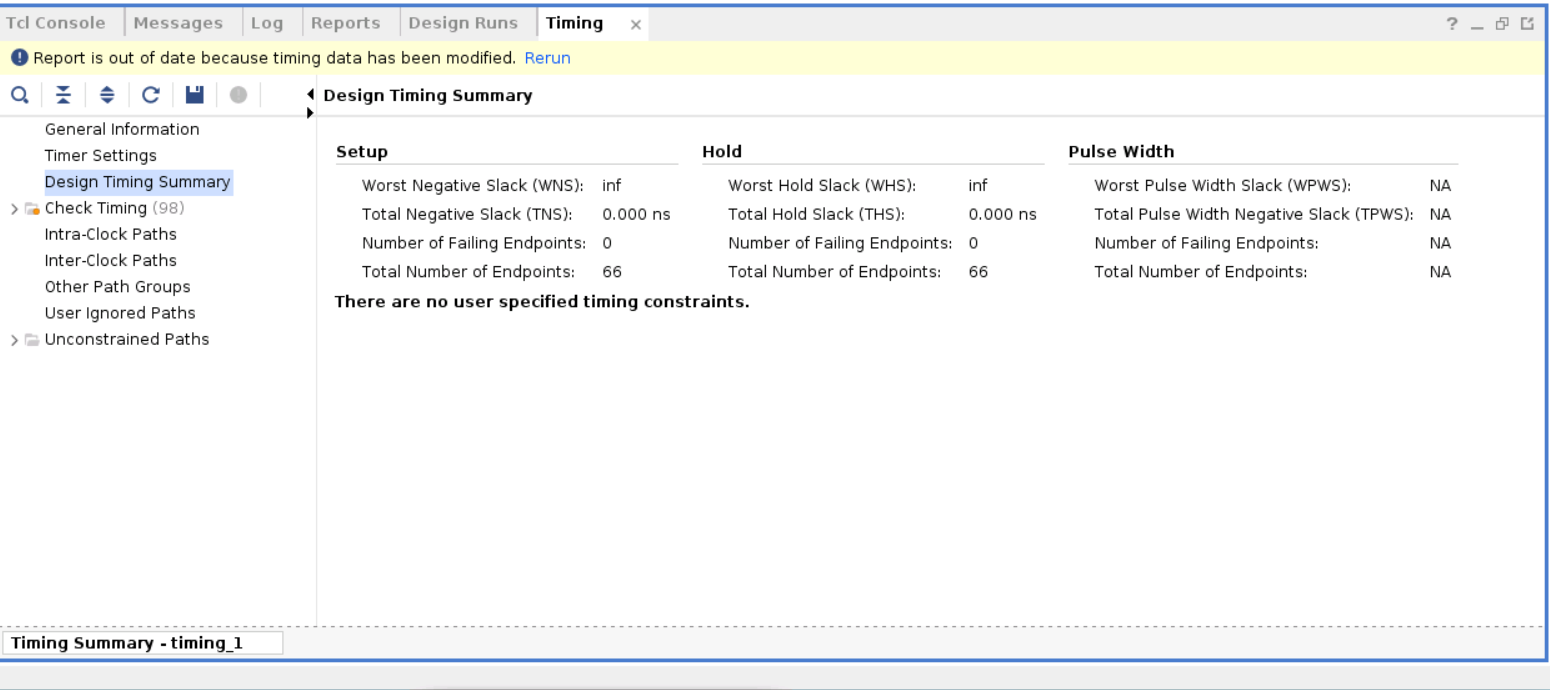 Tcl Console Messages Log Reports Design Runs Timing × ? _
! Report is out of date because timing data has been modified. Rerun
Design Timing Summary
General Information
Timer Settings
Design Timing Summary
Check Timing (98)
Intra-Clock Paths
Inter-Clock Paths
Other Path Groups
User Ignored Paths
Unconstrained Paths
Setup Hold Pulse Width
Worst Negative Slack (WNS): inf Worst Hold Slack (WHS): inf Worst Pulse Width Slack (WPWS): NA
Total Negative Slack (TNS): 0.000 ns Total Hold Slack (THS): 0.000 ns Total Pulse Width Negative Slack (TPWS): NA
Number of Failing Endpoints: 0 Number of Failing Endpoints: 0 Number of Failing Endpoints: NA
Total Number of Endpoints: 66 Total Number of Endpoints: 66 Total Number of Endpoints: NA
There are no user specified timing constraints.
Timing Summary - timing_1